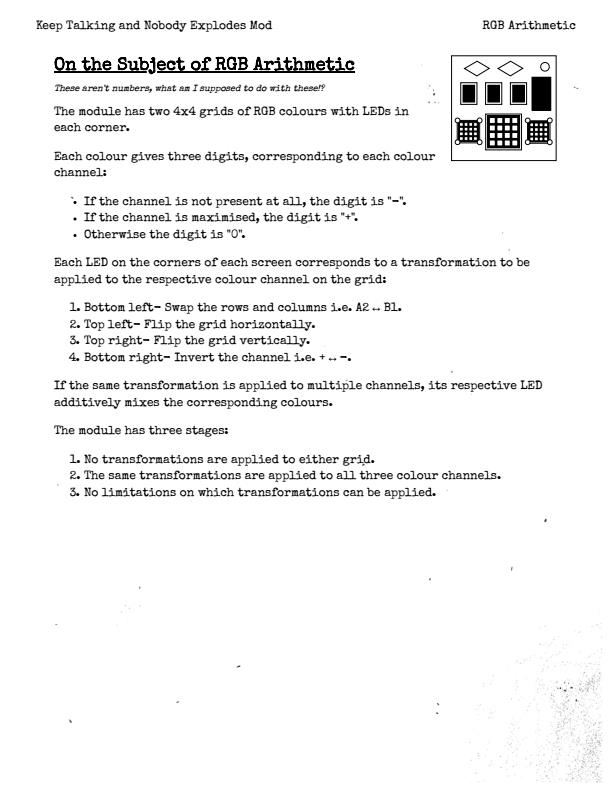 Keep Talking and Nobody Explodes Mod
RGB Arithmetic
On the Subject of RGB Arithmetic
These aren't numbers, what am I supposed to do with these!?
The module has two 4x4 grids of RGB colours with LEDs in
each corner.
Each colour gives three digits, corresponding to each colour
channel:
• If the channel is not present at all, the digit is "-".
• If the channel is maximised, the digit is "+".
• Otherwise the digit is "0".
Each LED on the corners of each screen corresponds to a transformation to be
applied to the respective colour channel on the grid:
1. Bottom left- Swap the rows and columns i.e. A2 ↔ B1.
2. Top left- Flip the grid horizontally.
3. Top right- Flip the grid vertically.
4. Bottom right- Invert the channel i.e. + ↔ -.
If the same transformation is applied to multiple channels, its respective LED
additively mixes the corresponding colours.
The module has three stages:
1. No transformations are applied to either grid.
2. The same transformations are applied to all three colour channels.
3. No limitations on which transformations can be applied.